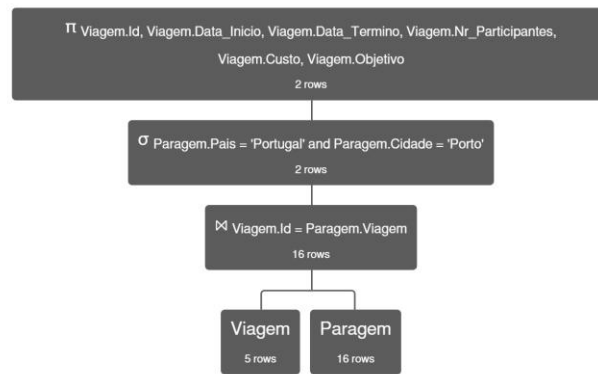 π Viagem.Id, Viagem.Data_Inicio, Viagem.Data_Termino, Viagem.Nr_Participantes,
Viagem.Custo, Viagem.Objetivo
2 rows
σ Paragem.Pais = 'Portugal' and Paragem.Cidade = 'Porto'
2 rows
⋈ Viagem.Id = Paragem.Viagem
16 rows
Viagem Paragem
5 rows 16 rows